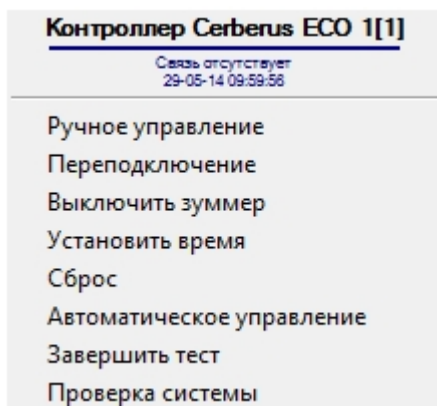 Контроллер Cerberus ECO 1[1]
Связь отсутствует
29-05-14 09:59:56
Ручное управление
Переподключение
Выключить зуммер
Установить время
Сброс
Автоматическое управление
Завершить тест
Проверка системы